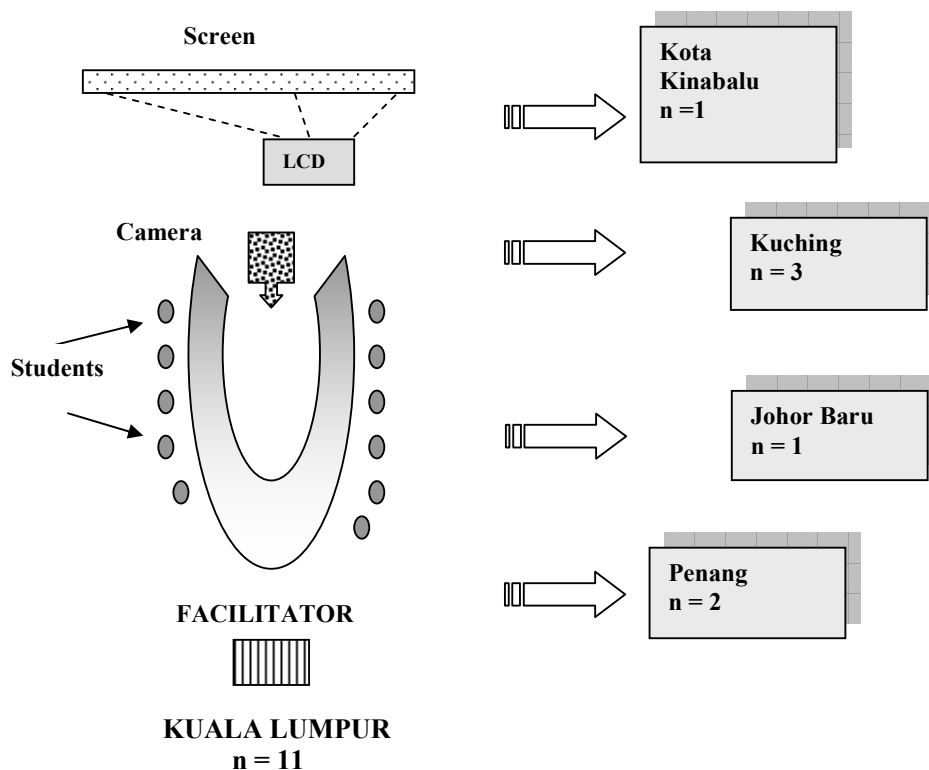 Screen
LCD
Camera
Students
FACILITATOR
KUALA LUMPUR
n = 11
Kota
Kinabalu
n =1
Kuching
n = 3
Johor Baru
n = 1
Penang
n = 2